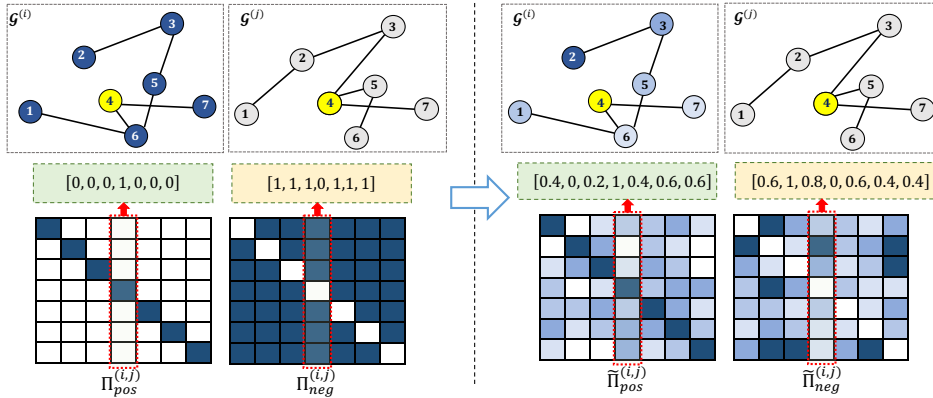 𝓖^(i)
𝓖^(j)
3
2
5
4
7
1
6
3
2
5
4
7
1
6
[0, 0, 0, 1, 0, 0, 0]
[1, 1, 1,0, 1, 1, 1]
Π_pos^(i,j)
Π_neg^(i,j)
𝓖^(i)
𝓖^(j)
3
2
5
4
7
1
6
3
2
5
4
7
1
6
[0.4, 0, 0.2, 1, 0.4, 0.6, 0.6]
[0.6, 1, 0.8, 0, 0.6, 0.4, 0.4]
Π̃_pos^(i,j)
Π̃_neg^(i,j)